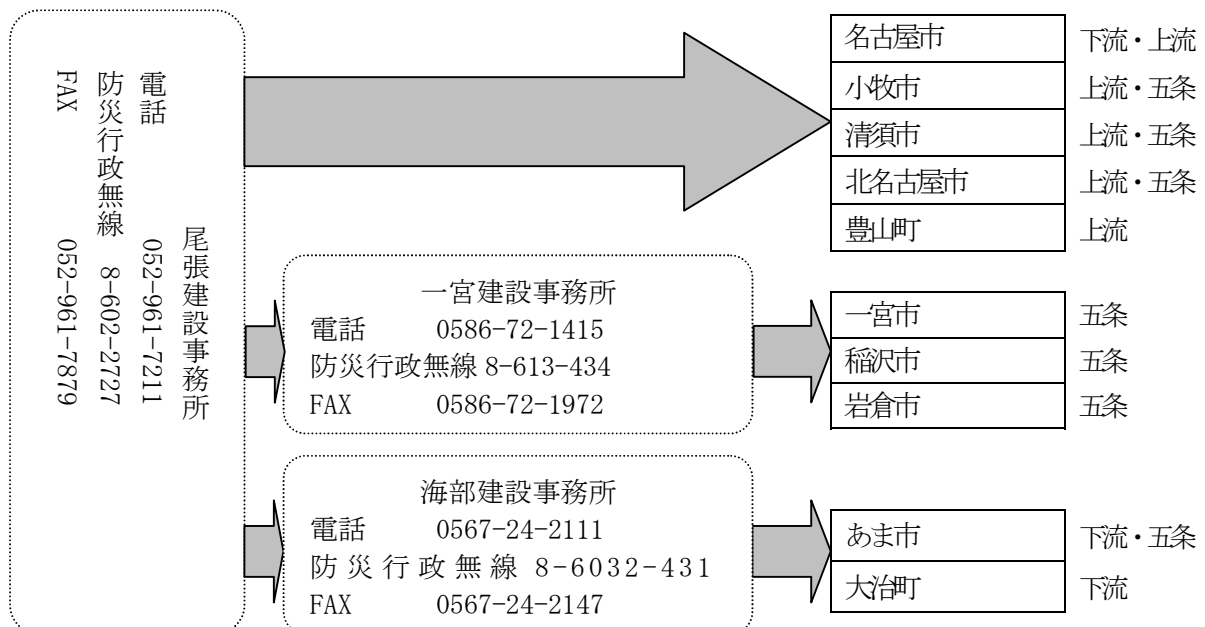 尾張建設事務所
電話 052-961-7211
防災行政無線 8-602-2727
FAX 052-961-7879
名古屋市 下流・上流
小牧市 上流・五条
清須市 上流・五条
北名古屋市 上流・五条
豊山町 上流
一宮建設事務所
電話 0586-72-1415
防災行政無線 8-613-434
FAX 0586-72-1972
一宮市 五条
稲沢市 五条
岩倉市 五条
海部建設事務所
電話 0567-24-2111
防災行政無線 8-6032-431
FAX 0567-24-2147
あま市 下流・五条
大治町 下流